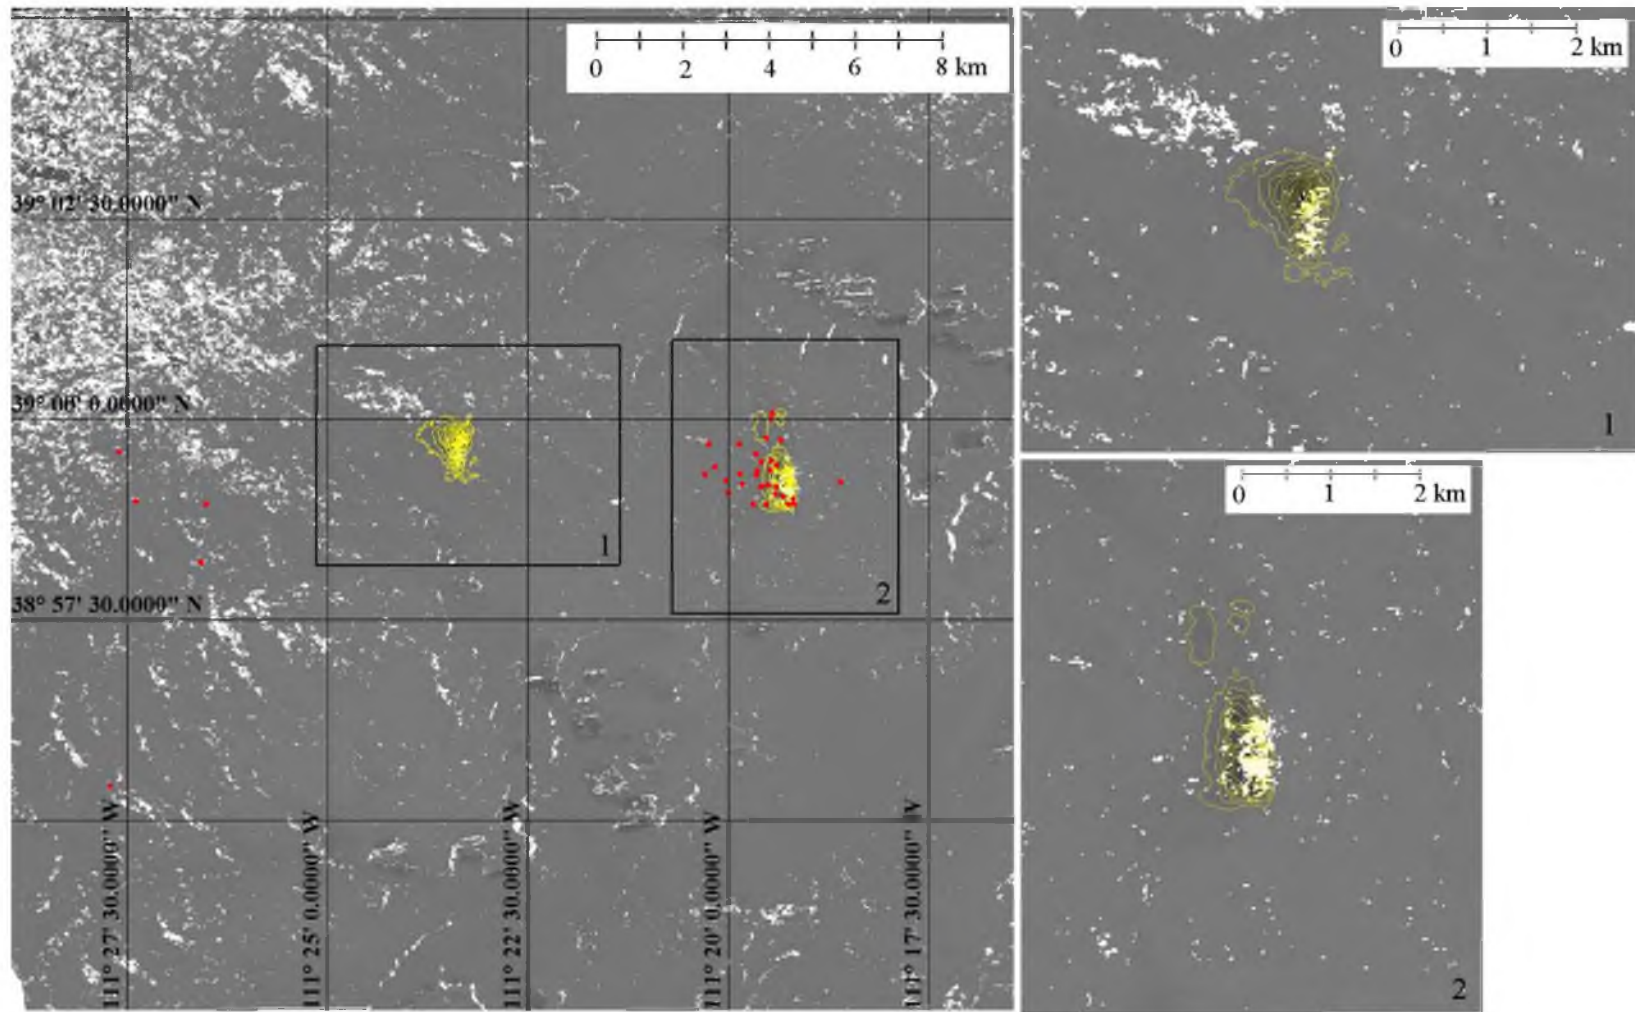 0 2 4 6 8 km
39° 02' 30.0000" N
39° 00' 0.0000" N
38° 57' 30.0000" N
1
2
111° 27' 30.0000" W
111° 25' 0.0000" W
111° 22' 30.0000" W
111° 20' 0.0000" W
111° 17' 30.0000" W
0 1 2 km
1
0 1 2 km
2